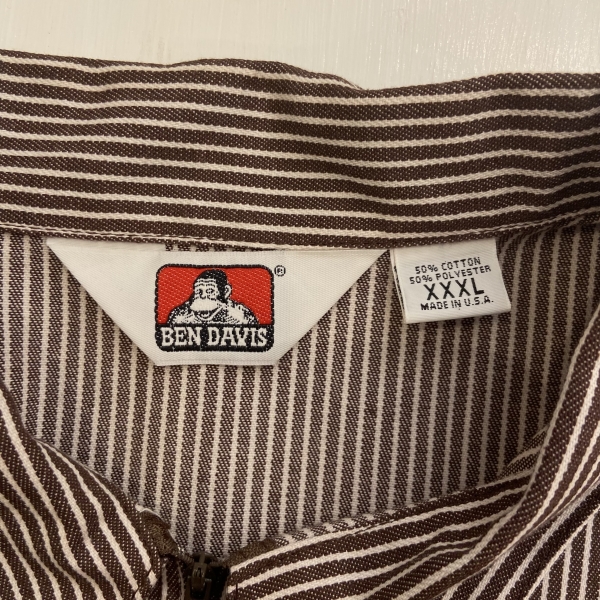 BEN DAVIS
®
50% COTTON
50% POLYESTER
XXXL
MADE IN U.S.A.